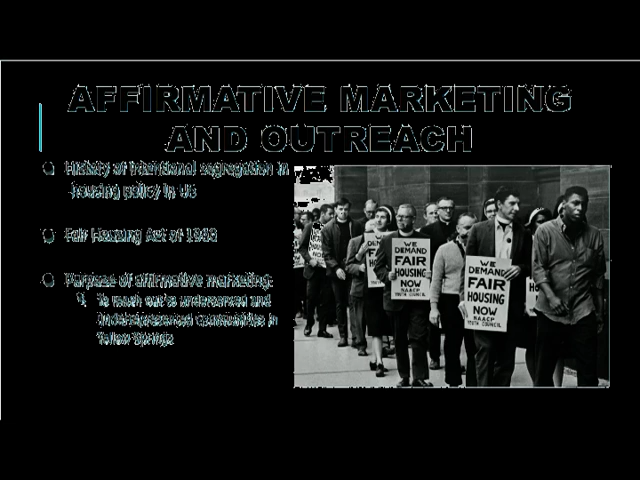 AFFIRMATIVE MARKETING
AND OUTREACH
History of intentional segregation in
housing policy in US
Fair Housing Act of 1968
Purpose of affirmative marketing:
To reach out to underserved and
underrepresented communities in
Yellow Springs
WE
DEMAND
FAIR
HOUSING
NOW
NAACP
YOUTH COUNCIL
WE
DEMAND
FAIR
HOUSING
NOW
NAACP
YOUTH COUNCIL